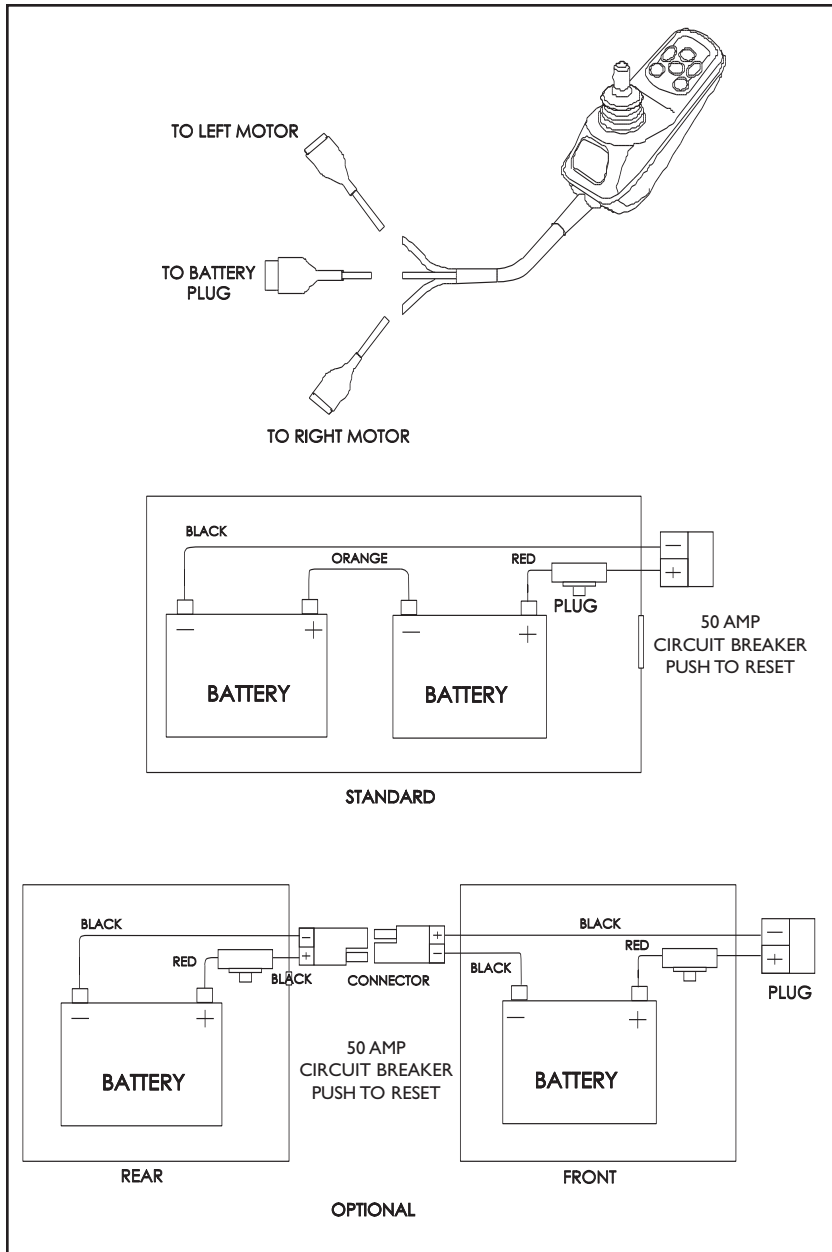 TO LEFT MOTOR
TO BATTERY
PLUG
TO RIGHT MOTOR
BLACK
ORANGE
RED
−
+
PLUG
−
+
−
+
BATTERY
BATTERY
50 AMP
CIRCUIT BREAKER
PUSH TO RESET
STANDARD
BLACK
RED
BLACK
−
+
CONNECTOR
+
−
BLACK
BLACK
RED
−
+
PLUG
−
+
BATTERY
50 AMP
CIRCUIT BREAKER
PUSH TO RESET
−
+
BATTERY
REAR
FRONT
OPTIONAL